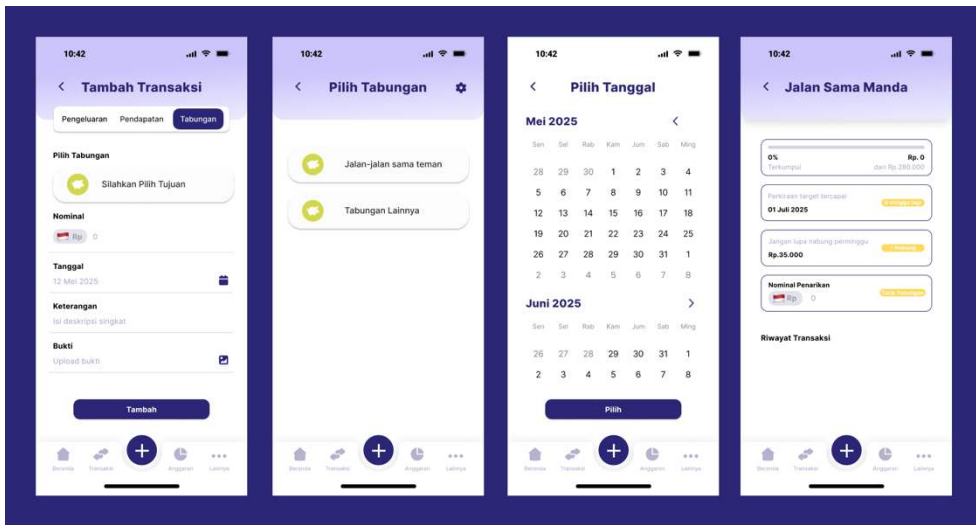 10:42
Tambah Transaksi
Pengeluaran Pendapatan Tabungan
Pilih Tabungan
Silahkan Pilih Tujuan
Nominal
Rp 0
Tanggal
12 Mei 2025
Keterangan
Isi deskripsi singkat
Bukti
Upload bukti
Tambah
Beranda Transaksi Anggaran Lainnya
10:42
Pilih Tabungan
Jalan-jalan sama teman
Tabungan Lainnya
Beranda Transaksi Anggaran Lainnya
10:42
Pilih Tanggal
Mei 2025
Sen Sel Rab Kam Jum Sab Ming
28 29 30 1 2 3 4
5 6 7 8 9 10 11
12 13 14 15 16 17 18
19 20 21 22 23 24 25
26 27 28 29 30 31 1
2 3 4 5 6 7 8
Juni 2025
Sen Sel Rab Kam Jum Sab Ming
26 27 28 29 30 31 1
2 3 4 5 6 7 8
Pilih
Beranda Transaksi Anggaran Lainnya
10:42
Jalan Sama Manda
0% Rp. 0
Terkumpul dari Rp 280.000
Perkiraan target tercapai
01 Juli 2025
Jangan lupa nabung perminggu
Rp.35.000
Nominal Penarikan
Rp 0
Riwayat Transaksi
Beranda Transaksi Anggaran Lainnya